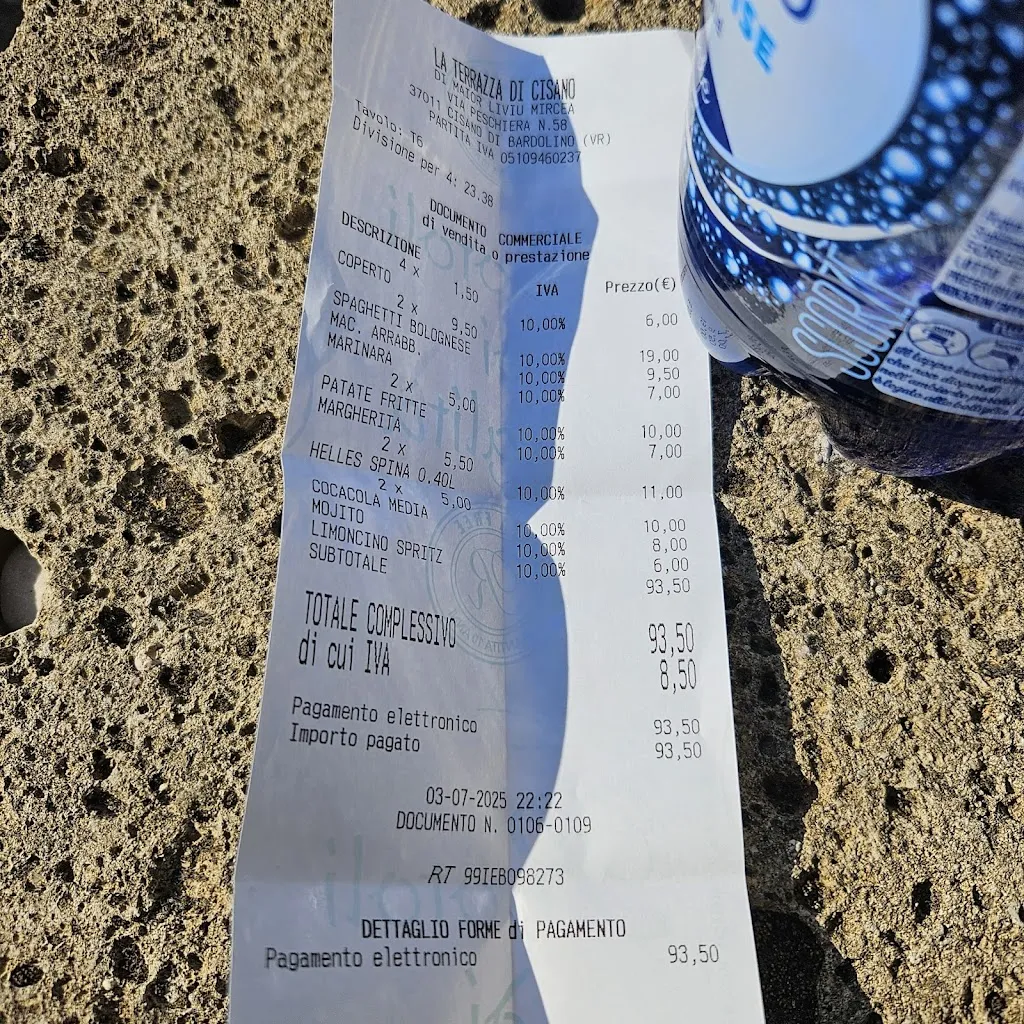 LA TERRAZZA DI CISANO
DI MAIOR LIVIU MIRCEA
VIA PESCHIERA N.58
37011 CISANO DI BARDOLINO (VR)
PARTITA IVA 05109460237
Tavolo: T6
Divisione per 4: 23.38
DOCUMENTO COMMERCIALE
di vendita o prestazione
DESCRIZIONE IVA Prezzo(€)
4 x 1,50
COPERTO 10,00% 6,00
2 x 9,50
SPAGHETTI BOLOGNESE 10,00% 19,00
MAC. ARRABB. 10,00% 9,50
MARINARA 10,00% 7,00
2 x 5,00
PATATE FRITTE 10,00% 10,00
MARGHERITA 10,00% 7,00
2 x 5,50
HELLES SPINA 0.40L 10,00% 11,00
2 x 5,00
COCACOLA MEDIA 10,00% 10,00
MOJITO 10,00% 8,00
LIMONCINO SPRITZ 10,00% 6,00
SUBTOTALE 93,50
TOTALE COMPLESSIVO 93,50
di cui IVA 8,50
Pagamento elettronico 93,50
Importo pagato 93,50
03-07-2025 22:22
DOCUMENTO N. 0106-0109
RT 99IEB098273
DETTAGLIO FORME di PAGAMENTO
Pagamento elettronico 93,50